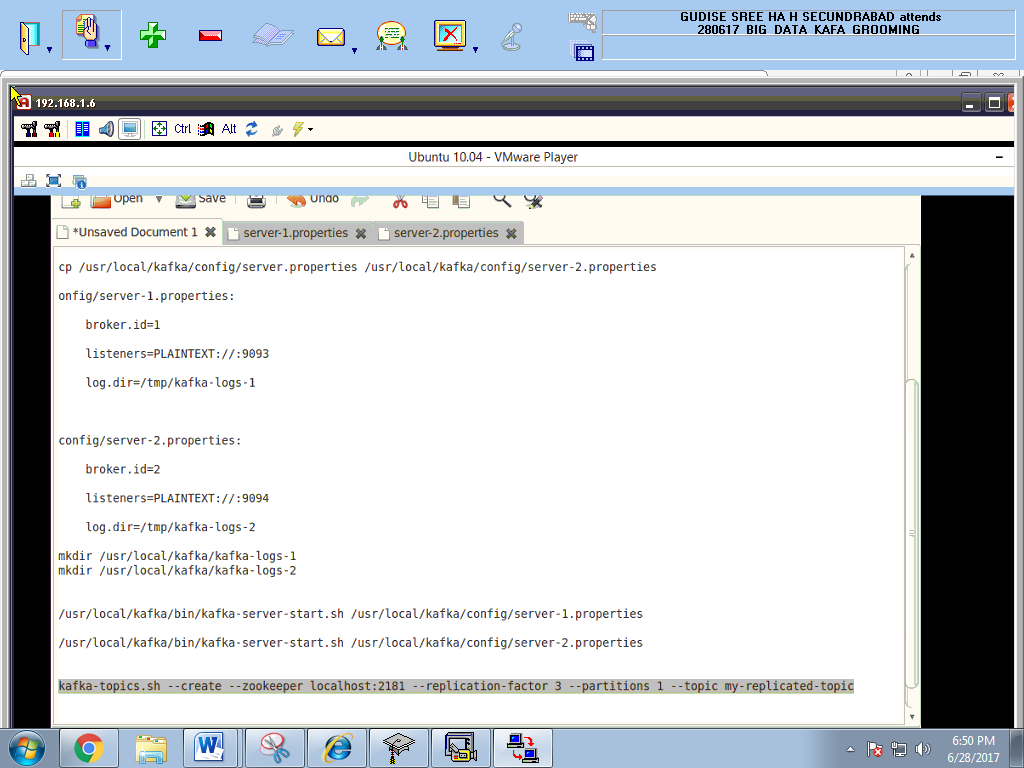 GUDISE SREE HA H SECUNDRABAD attends
280617 BIG DATA KAFA GROOMING
192.168.1.6
Ctrl Alt
Ubuntu 10.04 - VMware Player
Open Save Undo
*Unsaved Document 1 server-1.properties server-2.properties
cp /usr/local/kafka/config/server.properties /usr/local/kafka/config/server-2.properties
onfig/server-1.properties:
broker.id=1
listeners=PLAINTEXT://:9093
log.dir=/tmp/kafka-logs-1
config/server-2.properties:
broker.id=2
listeners=PLAINTEXT://:9094
log.dir=/tmp/kafka-logs-2
mkdir /usr/local/kafka/kafka-logs-1
mkdir /usr/local/kafka/kafka-logs-2
/usr/local/kafka/bin/kafka-server-start.sh /usr/local/kafka/config/server-1.properties
/usr/local/kafka/bin/kafka-server-start.sh /usr/local/kafka/config/server-2.properties
kafka-topics.sh --create --zookeeper localhost:2181 --replication-factor 3 --partitions 1 --topic my-replicated-topic
6:50 PM
6/28/2017